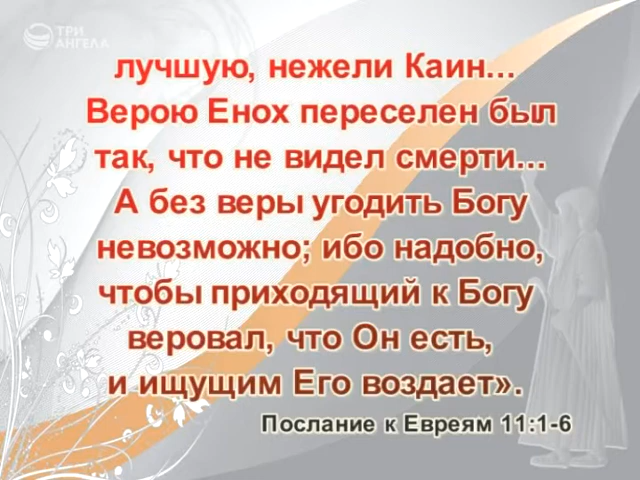 ТРИ
АНГЕЛА
лучшую, нежели Каин...
Верою Енох переселен был
так, что не видел смерти...
А без веры угодить Богу
невозможно; ибо надобно,
чтобы приходящий к Богу
веровал, что Он есть,
и ищущим Его воздает».
Послание к Евреям 11:1-6